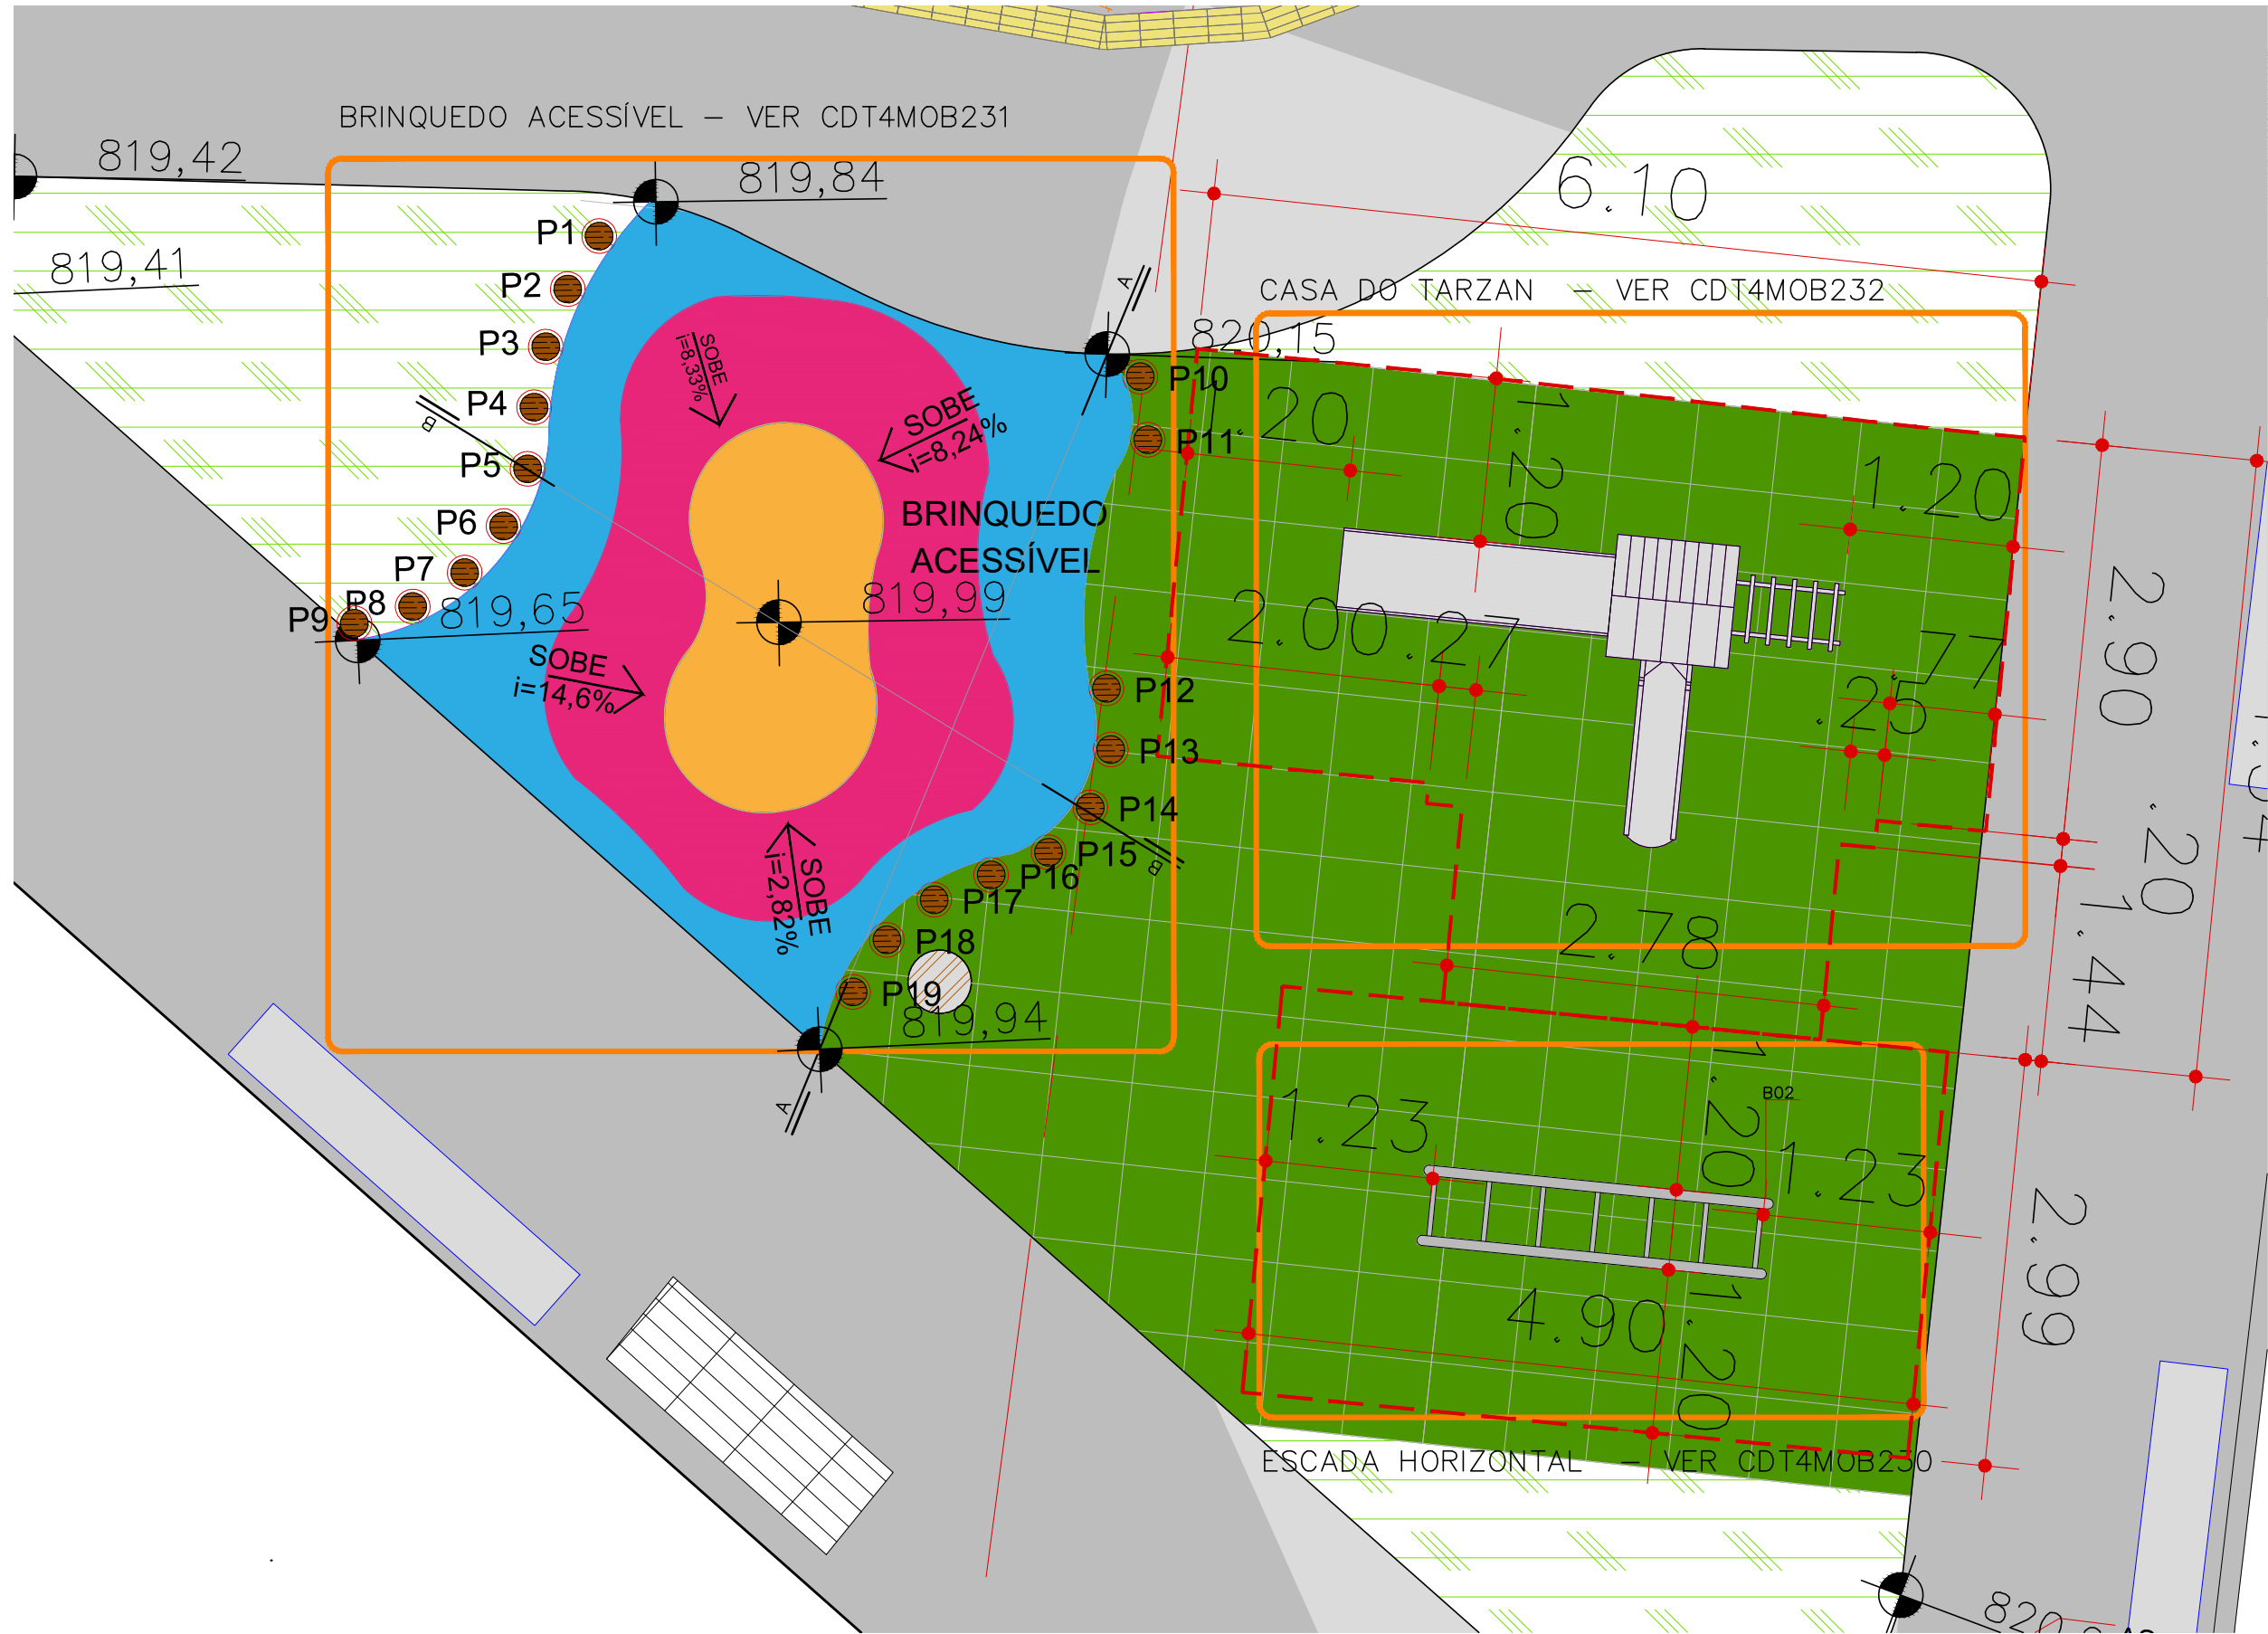 BRINQUEDO ACESSÍVEL – VER CDT4MOB231
819,42
819,84
6.10
P1
819,41
P2
A
CASA DO TARZAN – VER CDT4MOB232
820,15
P3
SOBE
i=8,33%
P10
P4
1.20
1.20
SOBE
i=8,24%
B
P11
P5
1.20
BRINQUEDO
ACESSÍVEL
P6
P7
819,99
P8
819,65
P9
2.00
.27
2.90
SOBE
i=14,6%
.77
P12
.25
P13
P14
P15
B
P16
.20
SOBE
i=2,82%
P17
P18
2.78
1.44
P19
819,94
1.20
B02
A
1.23
1.23
2.99
4.90
1.20
ESCADA HORIZONTAL – VER CDT4MOB230